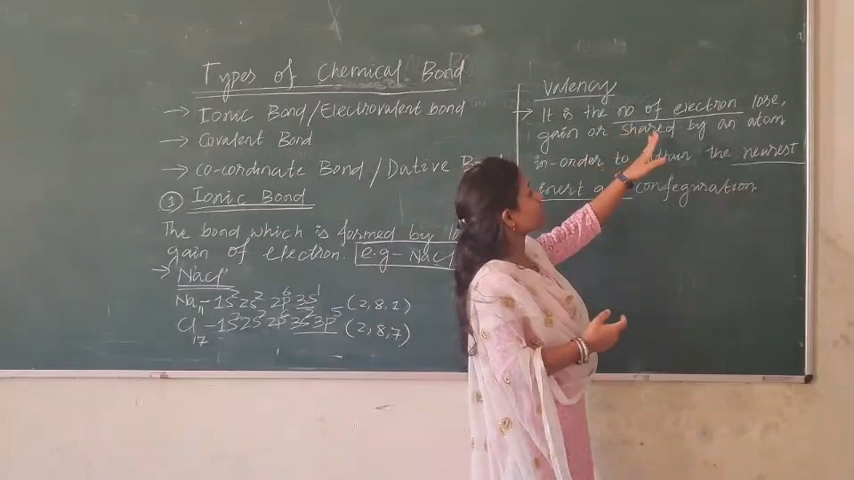 Types of Chemical Bond
→ Ionic Bond/Electrovalent bond
→ Covalent Bond
→ Co-cordinate Bond/Dative
① Ionic Bond
The bond which is formed by
gain of electron. e.g- NaCl
→ NaCl
Na11 - 1s² 2s² 2p⁶ 3s¹ (2,8,1)
Cl17 - 1s² 2s² 2p⁶ 3s² 3p⁵ (2,8,7)
Valency
→ It is the no of electron lose,
gain or shared by an atom
in-order to the nearest
inert configuration.